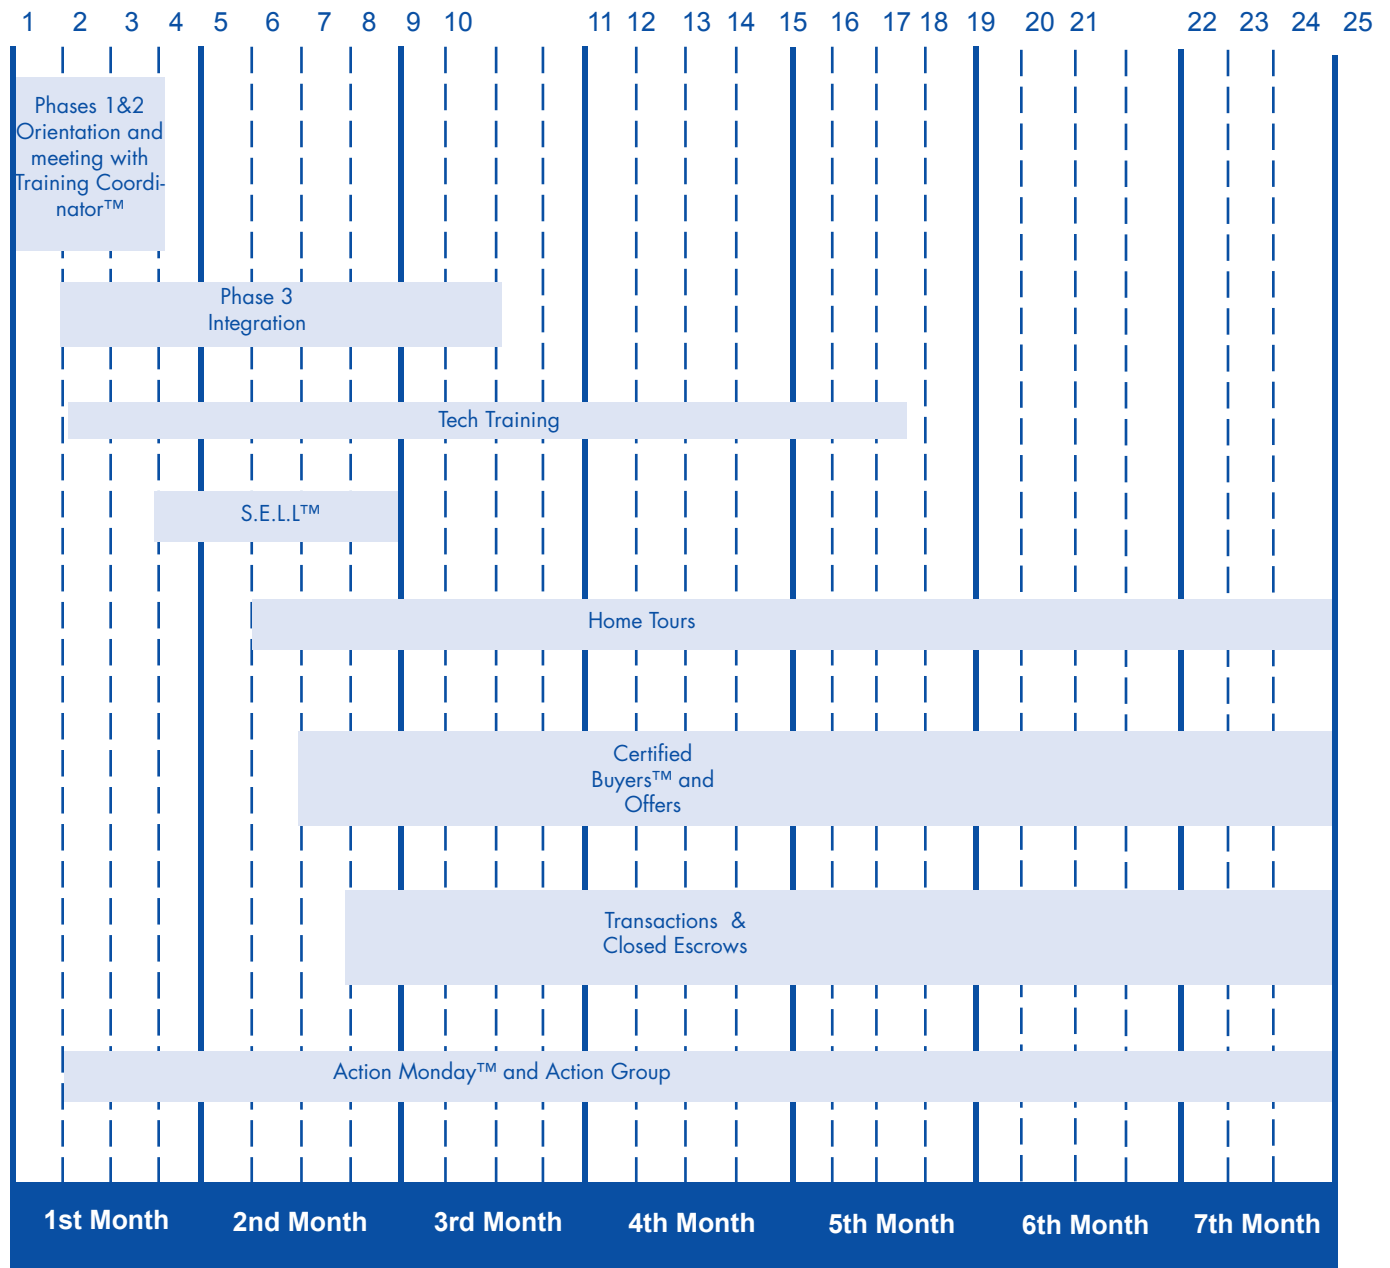 1 2 3 4 5 6 7 8 9 10 11 12 13 14 15 16 17 18 19 20 21 22 23 24 25
Phases 1&2
Orientation and
meeting with
Training Coordi-
nator™
Phase 3
Integration
Tech Training
S.E.L.L™
Home Tours
Certified
Buyers™ and
Offers
Transactions &
Closed Escrows
Action Monday™ and Action Group
1st Month 2nd Month 3rd Month 4th Month 5th Month 6th Month 7th Month